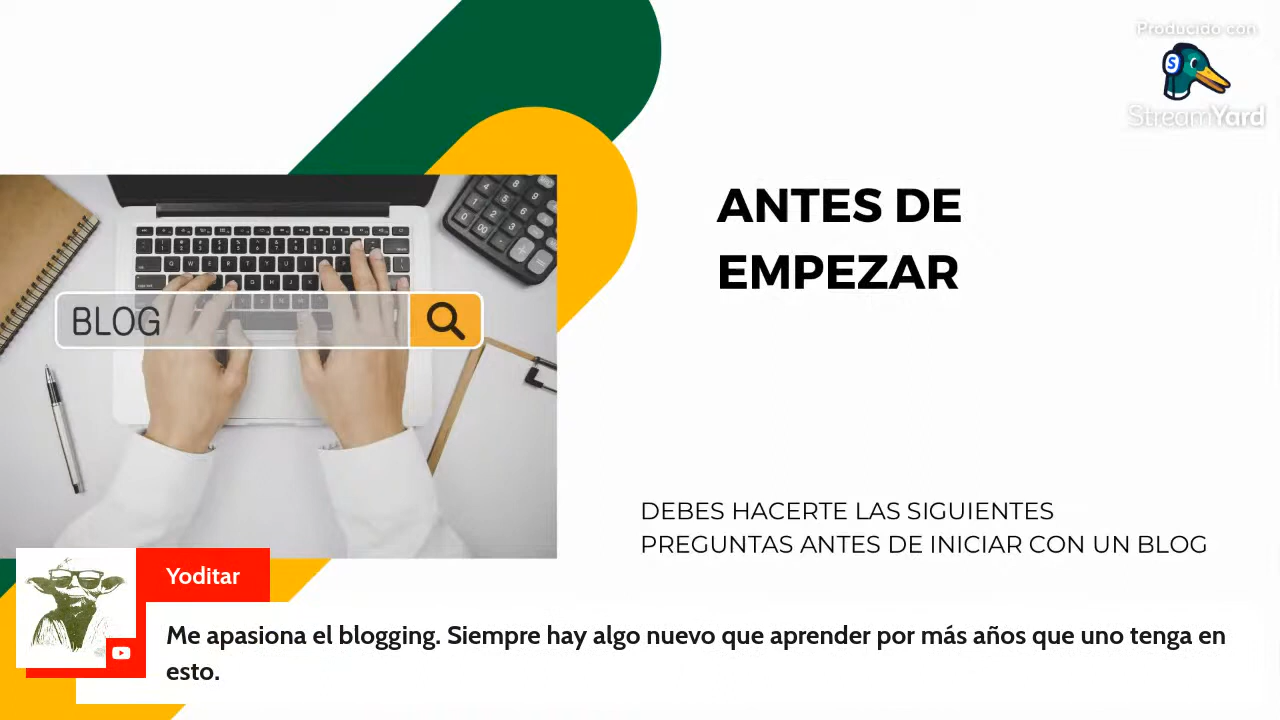 Producido con
StreamYard
ANTES DE
EMPEZAR
BLOG
DEBES HACERTE LAS SIGUIENTES
PREGUNTAS ANTES DE INICIAR CON UN BLOG
Yoditar
Me apasiona el blogging. Siempre hay algo nuevo que aprender por más años que uno tenga en
esto.